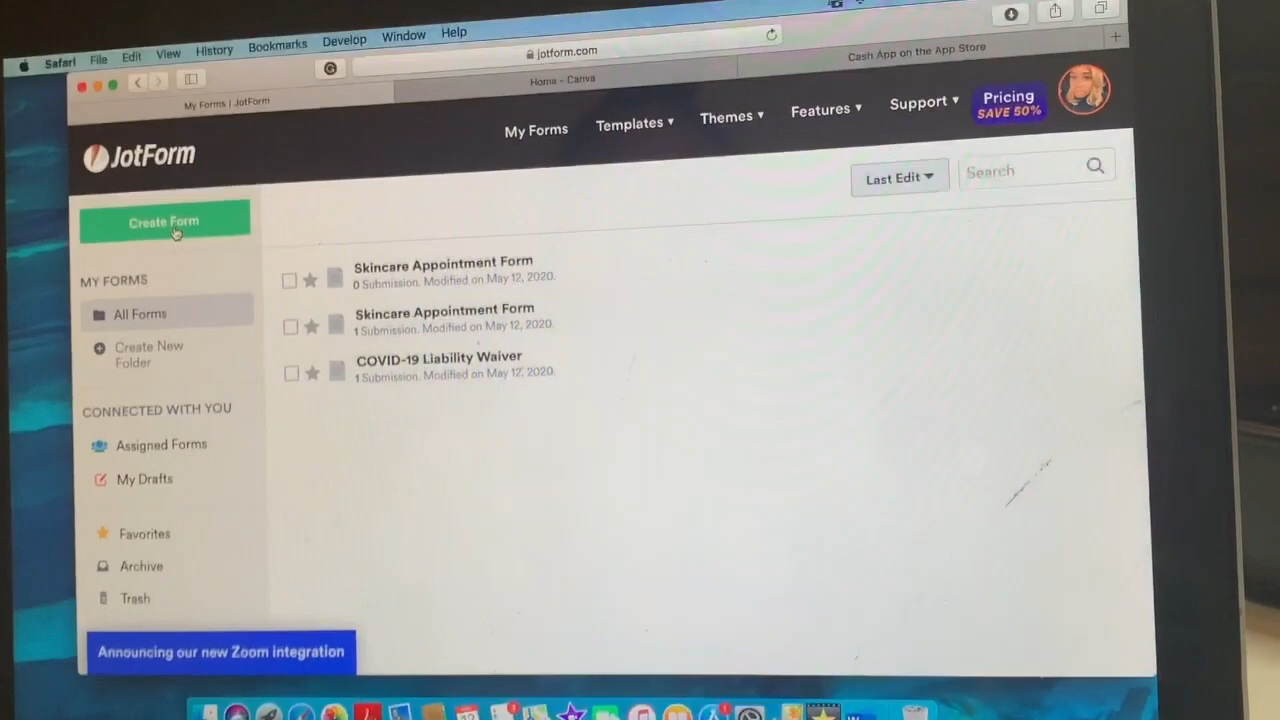 Safari File Edit View History Bookmarks Develop Window Help
jotform.com
My Forms | JotForm
Home - Canva
Cash App on the App Store
JotForm
My Forms
Templates
Themes
Features
Support
Pricing
SAVE 50%
Last Edit
Search
Create Form
MY FORMS
All Forms
Create New
Folder
CONNECTED WITH YOU
Assigned Forms
My Drafts
Favorites
Archive
Trash
Skincare Appointment Form
0 Submission. Modified on May 12, 2020.
Skincare Appointment Form
1 Submission. Modified on May 12, 2020.
COVID-19 Liability Waiver
1 Submission. Modified on May 12, 2020.
Announcing our new Zoom integration